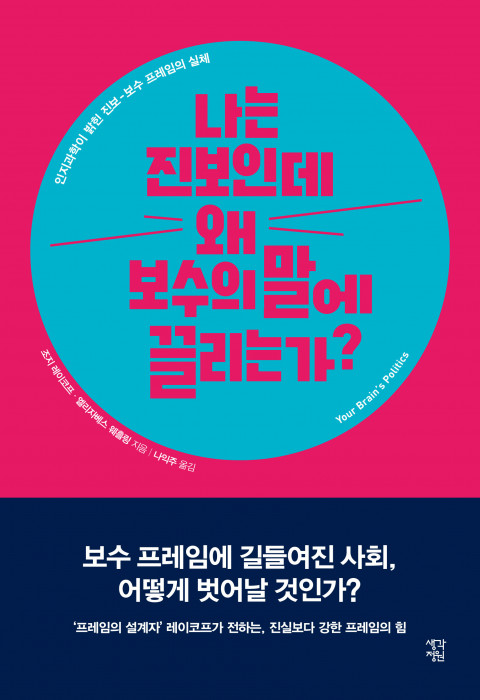 인지과학이 밝힌 진보-보수 프레임의 실체
나는
진보인데
왜
보수의 말에
끌리는가?
Your Brain's Politics
조지 레이코프 · 엘리자베스 웨흘링 지음 | 나익주 옮김
보수 프레임에 길들여진 사회,
어떻게 벗어날 것인가?
‘프레임의 설계자’ 레이코프가 전하는, 진실보다 강한 프레임의 힘
생각
정원